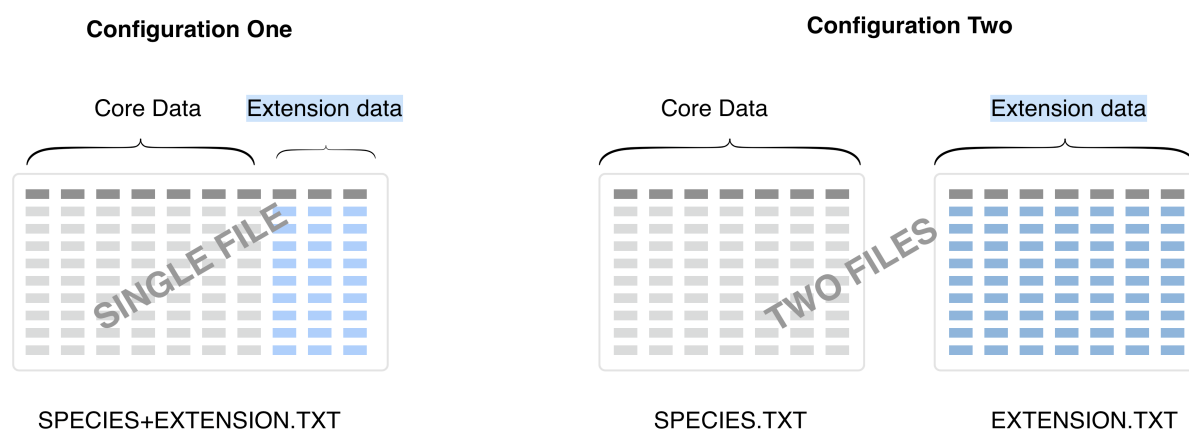 Configuration One
Configuration Two
Core Data
Extension data
Core Data
Extension data
SINGLE FILE
TWO FILES
SPECIES+EXTENSION.TXT
SPECIES.TXT
EXTENSION.TXT